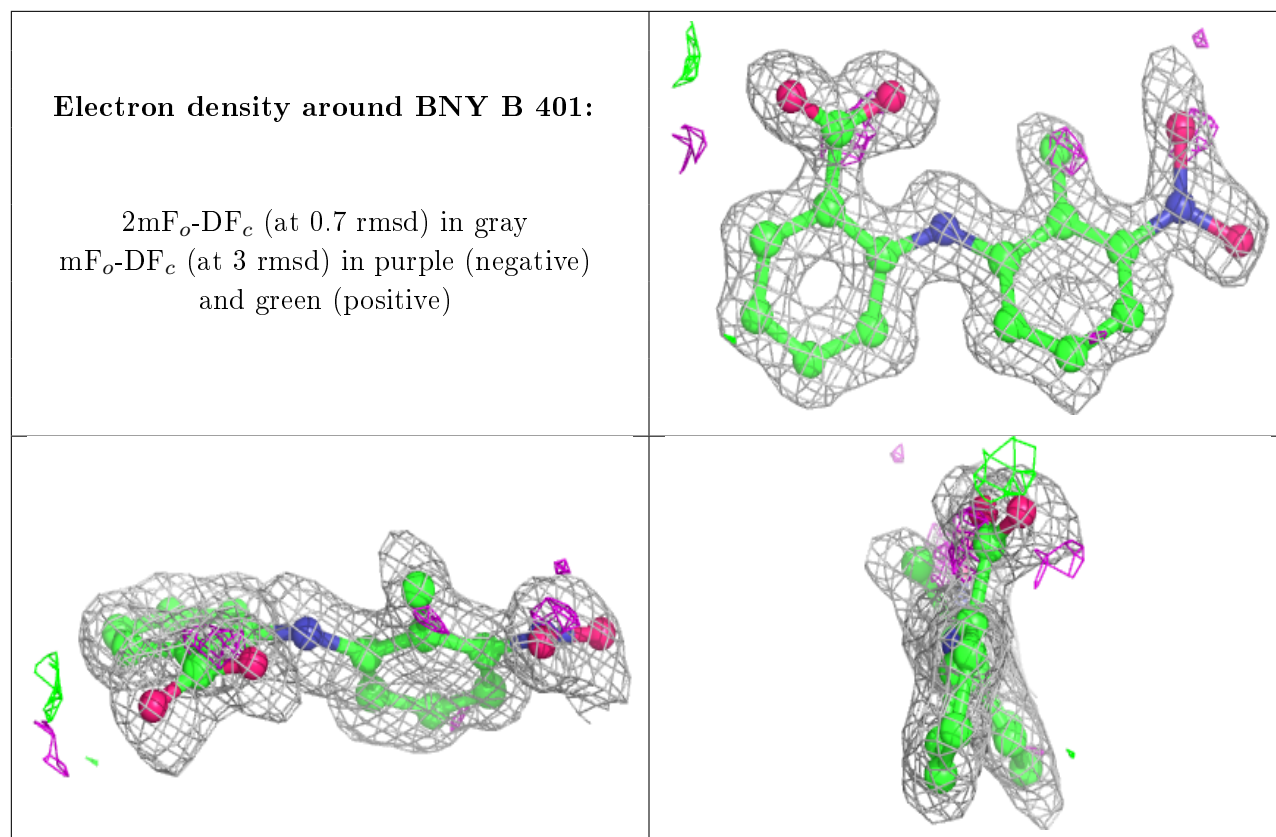 Electron density around BNY B 401:
2mFₒ-DF𝒸 (at 0.7 rmsd) in gray
mFₒ-DF𝒸 (at 3 rmsd) in purple (negative)
and green (positive)